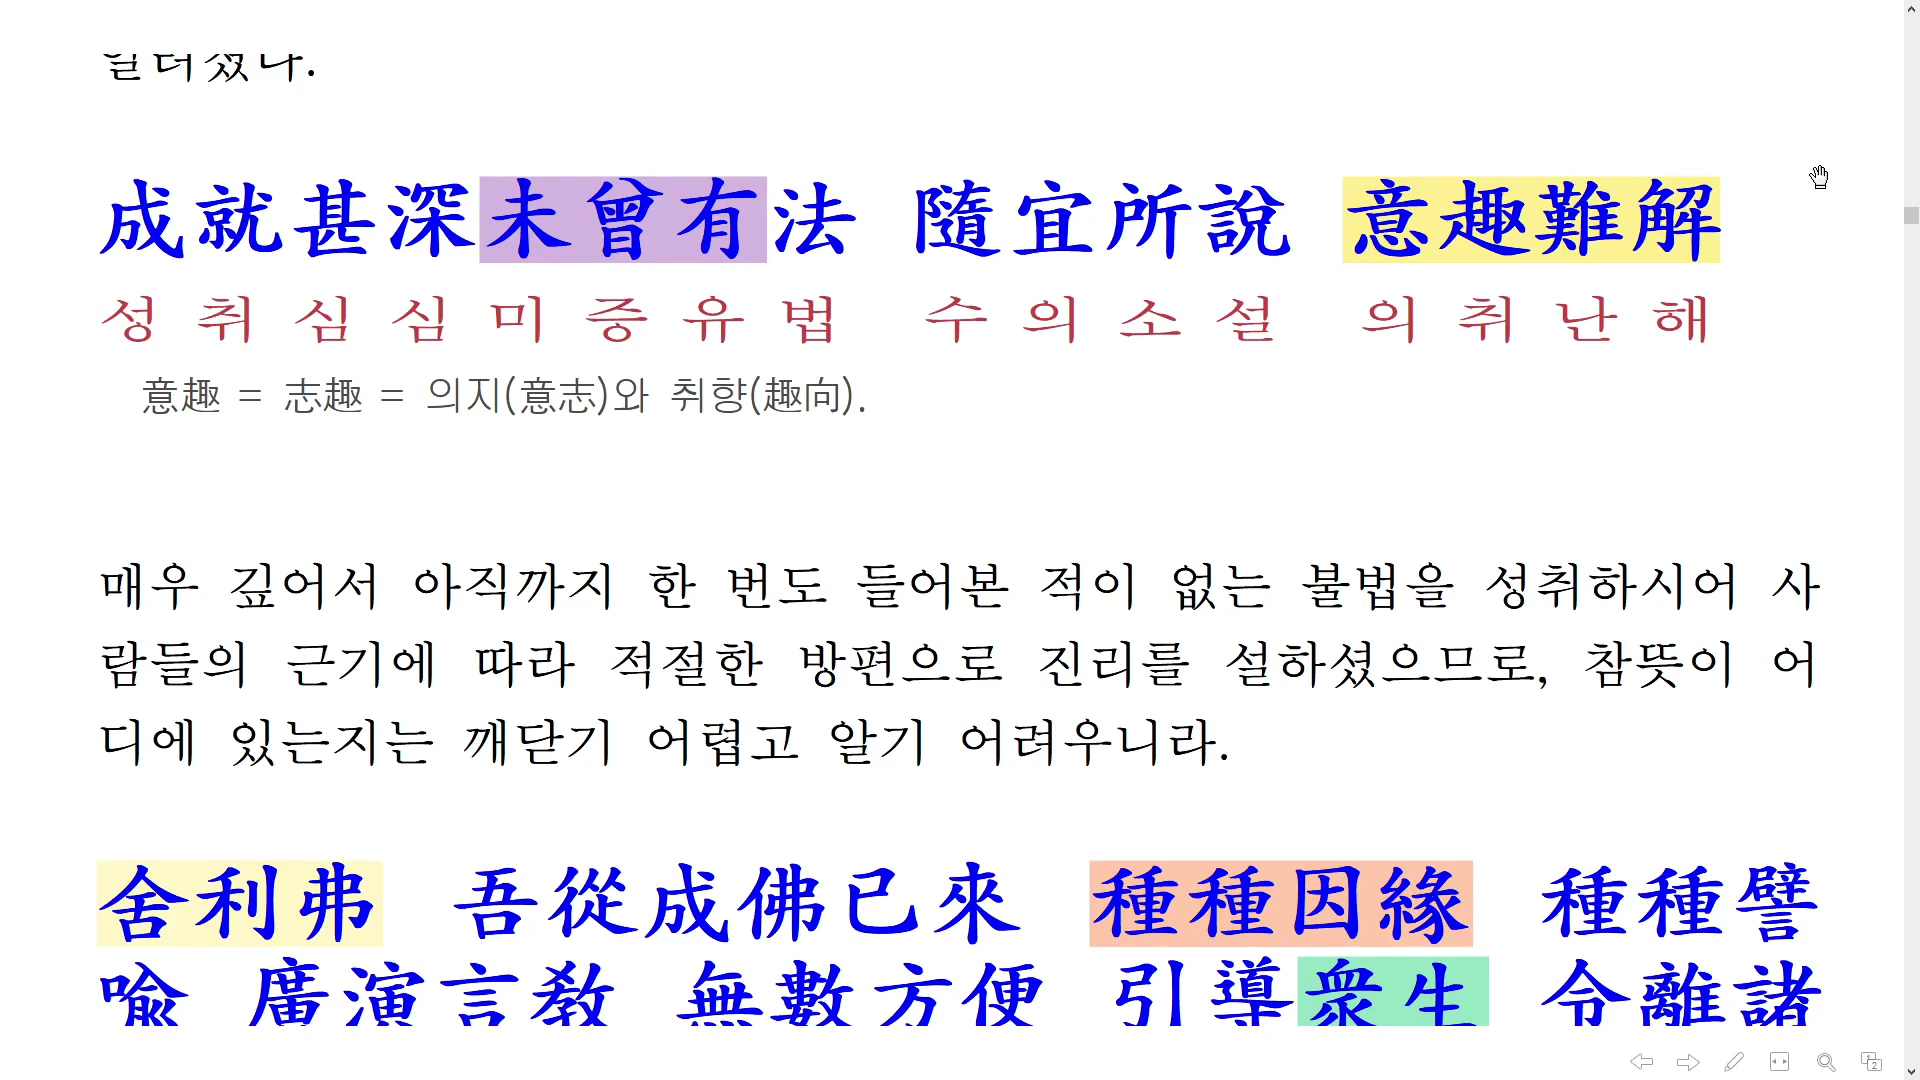 成就甚深未曾有法 隨宜所說 意趣難解
성 취 심 심 미 증 유 법 수 의 소 설 의 취 난 해
意趣 = 志趣 = 의지(意志)와 취향(趣向).
매우 깊어서 아직까지 한 번도 들어본 적이 없는 불법을 성취하시어 사
람들의 근기에 따라 적절한 방편으로 진리를 설하셨으므로, 참뜻이 어
디에 있는지는 깨닫기 어렵고 알기 어려우니라.
舍利弗 吾從成佛已來 種種因緣 種種譬
喩 廣演言敎 無數方便 引導衆生 令離諸